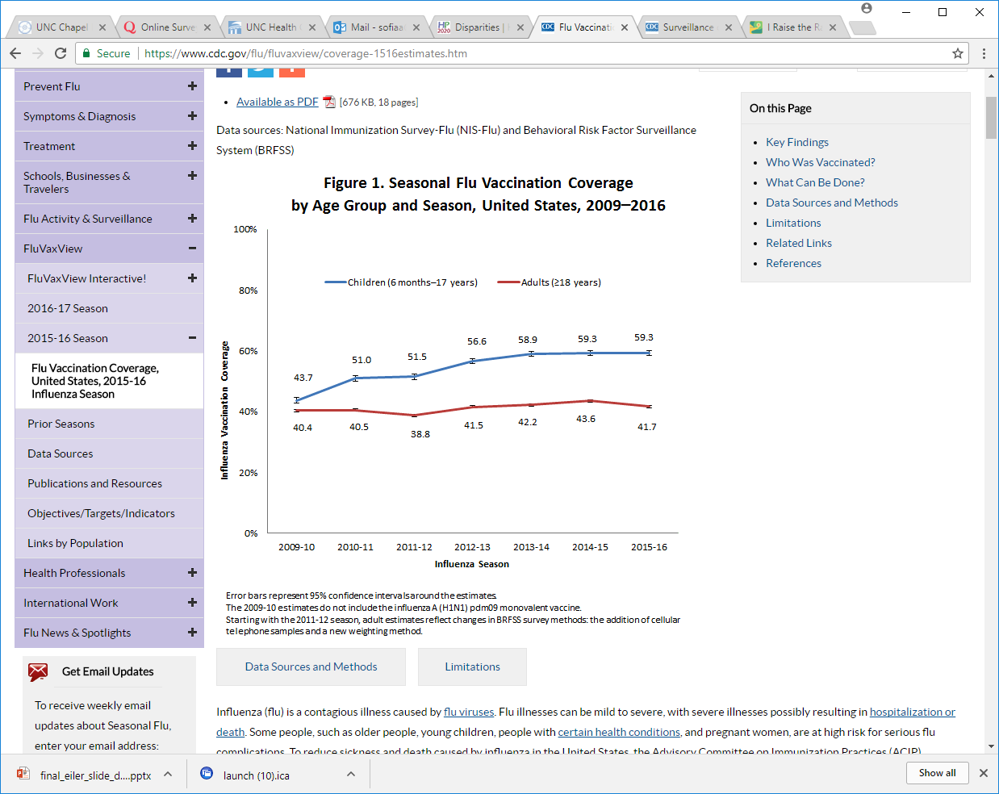 UNC Chapel
Online Surve
UNC Health
Mail - sofiaa
Disparities |
Flu Vaccinati
Surveillance
I Raise the R
Secure
https://www.cdc.gov/flu/fluvaxview/coverage-1516estimates.htm
Prevent Flu
Symptoms & Diagnosis
Treatment
Schools, Businesses &
Travelers
Flu Activity & Surveillance
FluVaxView
FluVaxView Interactive!
2016-17 Season
2015-16 Season
Flu Vaccination Coverage,
United States, 2015-16
Influenza Season
Prior Seasons
Data Sources
Publications and Resources
Objectives/Targets/Indicators
Links by Population
Health Professionals
International Work
Flu News & Spotlights
Get Email Updates
To receive weekly email
updates about Seasonal Flu,
enter your email address:
Available as PDF [676 KB, 18 pages]
Data sources: National Immunization Survey-Flu (NIS-Flu) and Behavioral Risk Factor Surveillance
System (BRFSS)
Figure 1. Seasonal Flu Vaccination Coverage
by Age Group and Season, United States, 2009–2016
Influenza Vaccination Coverage
100%
80%
60%
40%
20%
0%
Children (6 months–17 years)
Adults (≥18 years)
43.7
51.0
51.5
56.6
58.9
59.3
59.3
40.4
40.5
38.8
41.5
42.2
43.6
41.7
2009-10
2010-11
2011-12
2012-13
2013-14
2014-15
2015-16
Influenza Season
Error bars represent 95% confidence intervals around the estimates.
The 2009-10 estimates do not include the influenza A (H1N1) pdm09 monovalent vaccine.
Starting with the 2011-12 season, adult estimates reflect changes in BRFSS survey methods: the addition of cellular
telephone samples and a new weighting method.
Data Sources and Methods
Limitations
Influenza (flu) is a contagious illness caused by flu viruses. Flu illnesses can be mild to severe, with severe illnesses possibly resulting in hospitalization or
death. Some people, such as older people, young children, people with certain health conditions, and pregnant women, are at high risk for serious flu
complications. To reduce sickness and death caused by influenza in the United States, the Advisory Committee on Immunization Practices (ACIP)
On this Page
Key Findings
Who Was Vaccinated?
What Can Be Done?
Data Sources and Methods
Limitations
Related Links
References
final_eiler_slide_d....pptx
launch (10).ica
Show all